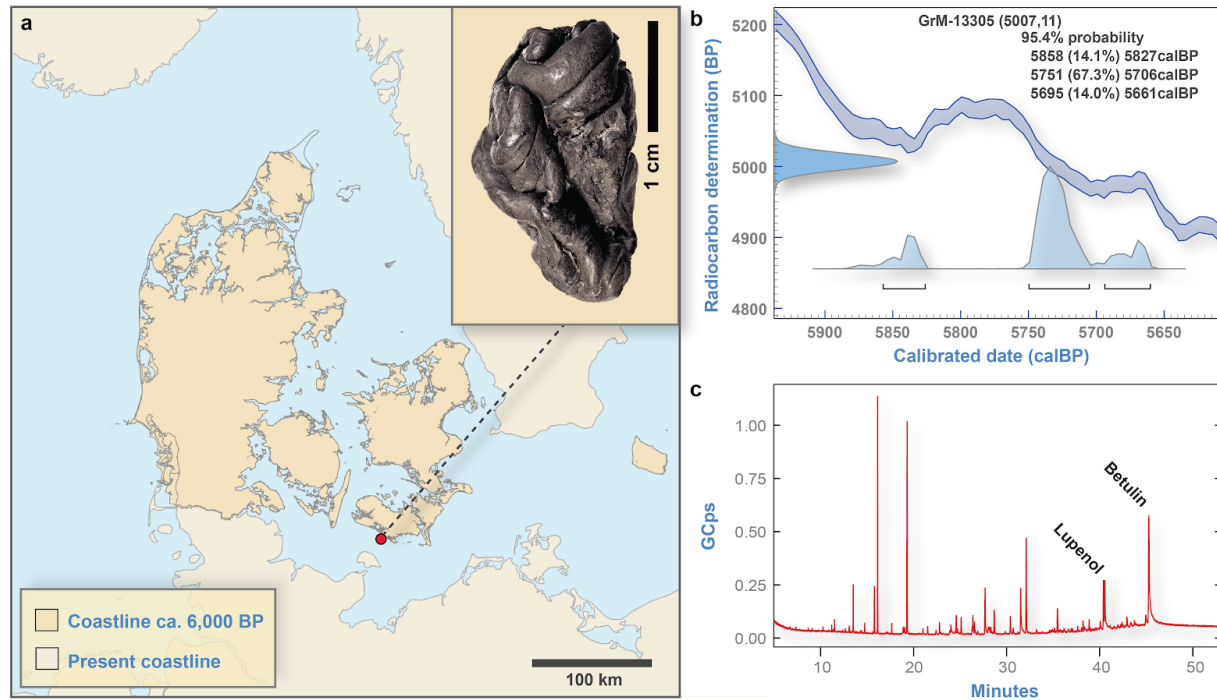 a
1 cm
Coastline ca. 6,000 BP
Present coastline
100 km
b
GrM-13305 (5007,11)
95.4% probability
5858 (14.1%) 5827calBP
5751 (67.3%) 5706calBP
5695 (14.0%) 5661calBP
Radiocarbon determination (BP)
5200
5100
5000
4900
4800
5900
5850
5800
5750
5700
5650
Calibrated date (calBP)
c
GCps
1.00
0.50
0.25
0.00
Lupenol
Betulin
10
20
30
40
50
Minutes